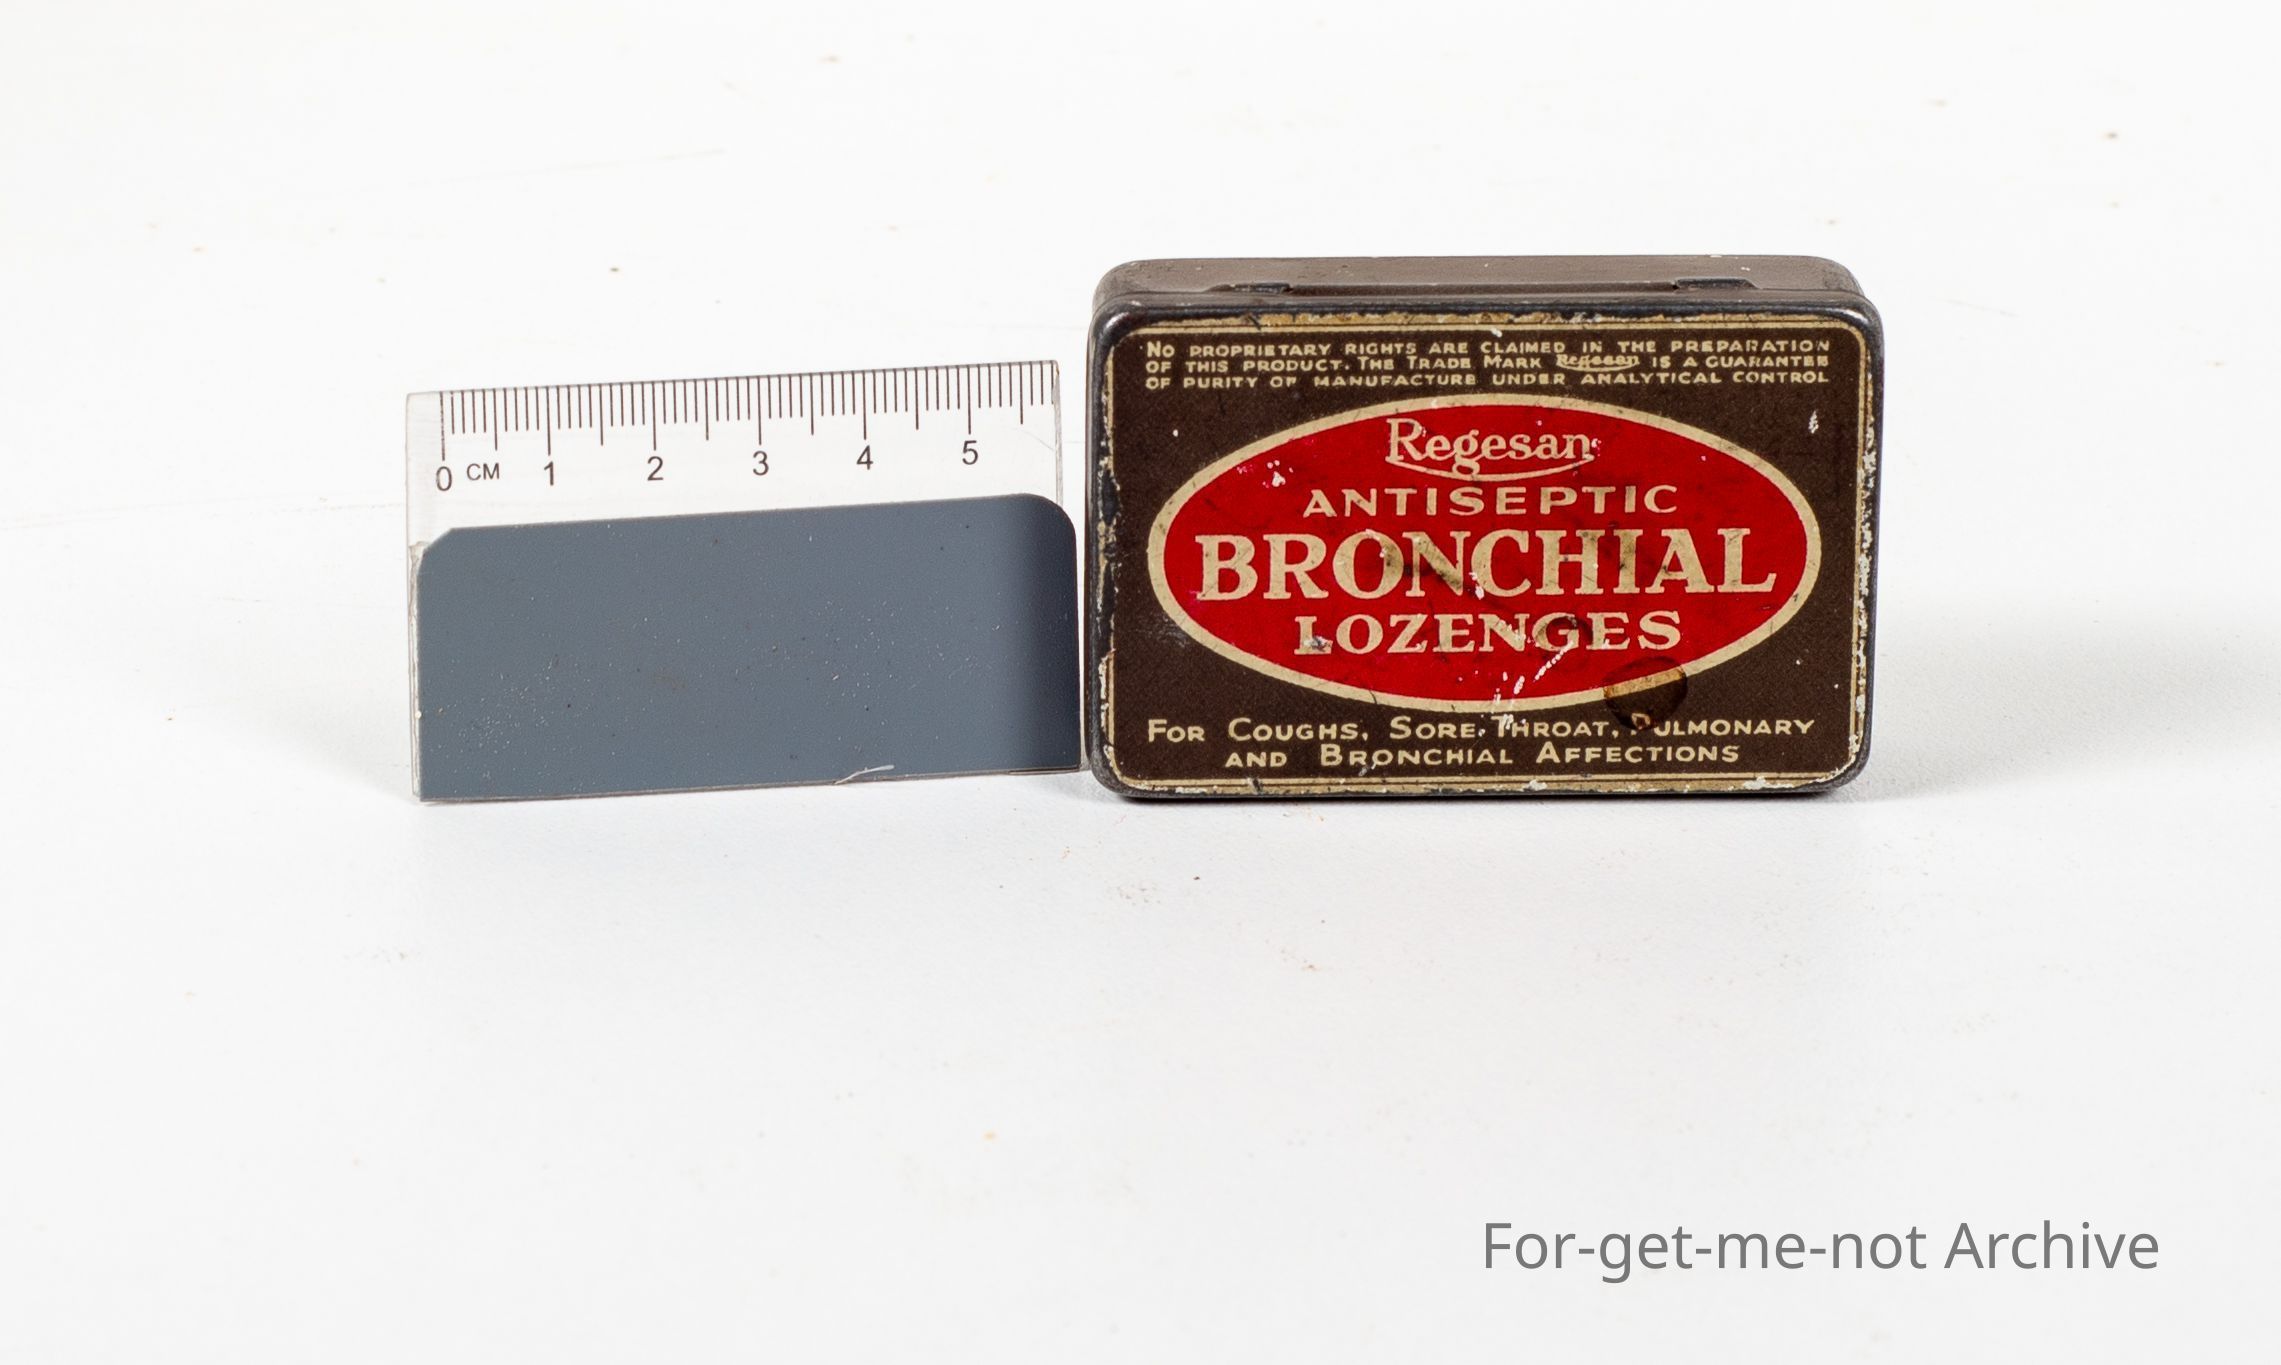 0 CM 1 2 3 4 5
No PROPRIETARY RIGHTS ARE CLAIMED IN THE PREPARATION
OF THIS PRODUCT. THE TRADE MARK Regesan IS A GUARANTEE
OF PURITY OF MANUFACTURE UNDER ANALYTICAL CONTROL
Regesan
ANTISEPTIC
BRONCHIAL
LOZENGES
FOR COUGHS, SORE THROAT, PULMONARY
AND BRONCHIAL AFFECTIONS
For-get-me-not Archive